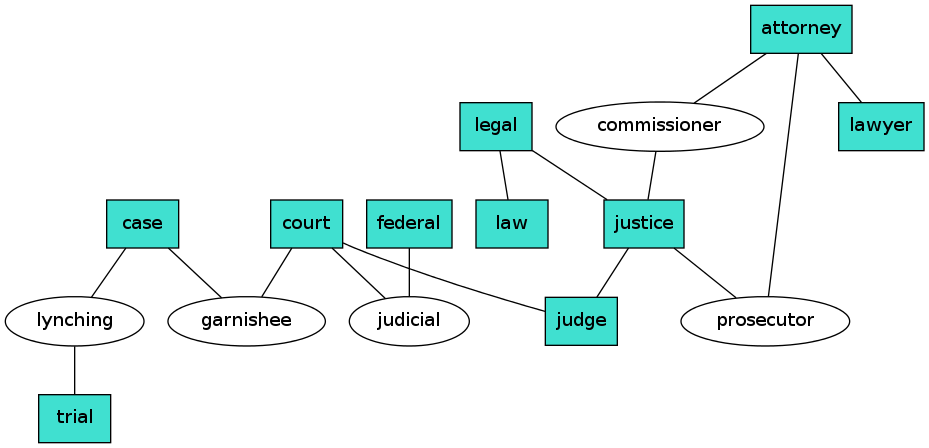 attorney
legal
commissioner
lawyer
case
court
federal
law
justice
lynching
garnishee
judicial
judge
prosecutor
trial